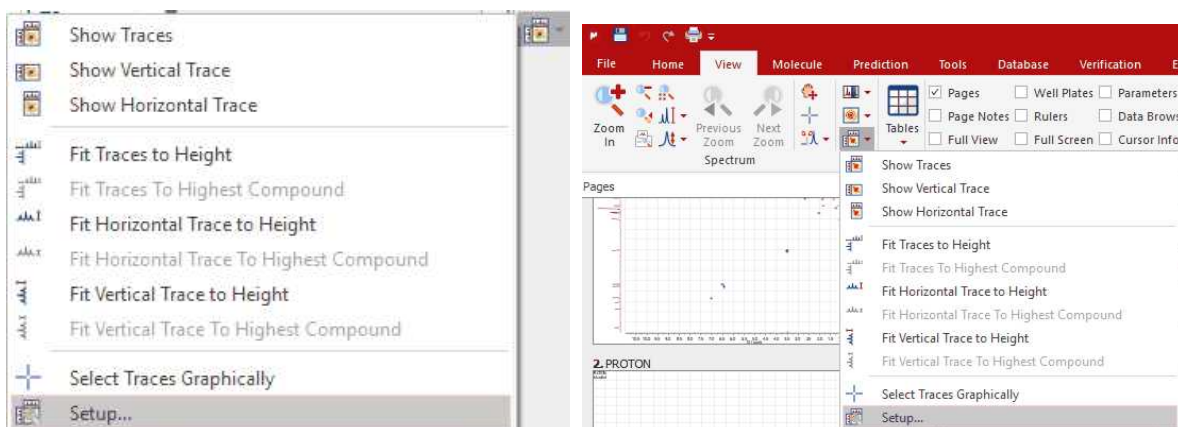 Show Traces
Show Vertical Trace
Show Horizontal Trace
Fit Traces to Height
Fit Traces To Highest Compound
Fit Horizontal Trace to Height
Fit Horizontal Trace To Highest Compound
Fit Vertical Trace to Height
Fit Vertical Trace To Highest Compound
Select Traces Graphically
Setup...
File Home View Molecule Prediction Tools Database Verification E
Zoom In
Previous Zoom
Next Zoom
Spectrum
Tables
Pages Well Plates Parameters
Page Notes Rulers Data Brows
Full View Full Screen Cursor Info
Pages
2. PROTON
Show Traces
Show Vertical Trace
Show Horizontal Trace
Fit Traces to Height
Fit Traces To Highest Compound
Fit Horizontal Trace to Height
Fit Horizontal Trace To Highest Compound
Fit Vertical Trace to Height
Fit Vertical Trace To Highest Compound
Select Traces Graphically
Setup...